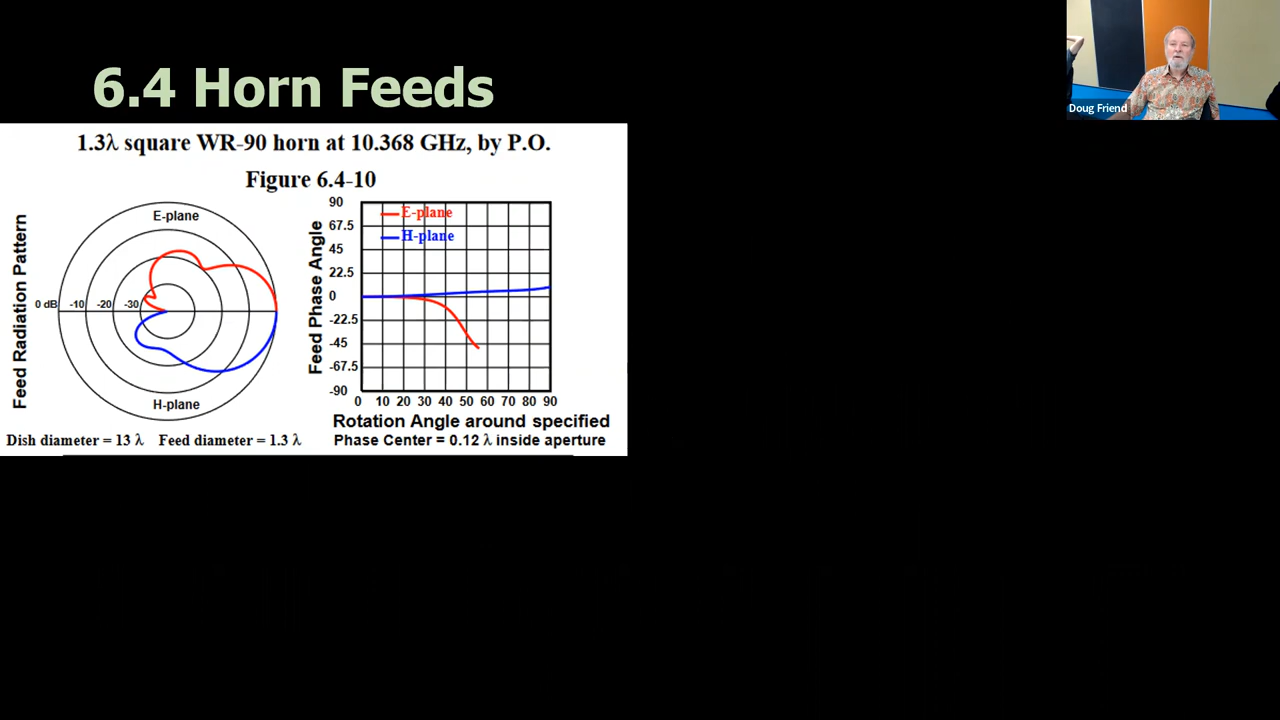 6.4 Horn Feeds
Doug Friend
1.3λ square WR-90 horn at 10.368 GHz, by P.O.
Figure 6.4-10
Feed Radiation Pattern
E-plane
0 dB -10 -20 -30
H-plane
Dish diameter = 13 λ Feed diameter = 1.3 λ
Feed Phase Angle
90
67.5
45
22.5
0
-22.5
-45
-67.5
-90
E-plane
H-plane
0 10 20 30 40 50 60 70 80 90
Rotation Angle around specified
Phase Center = 0.12 λ inside aperture